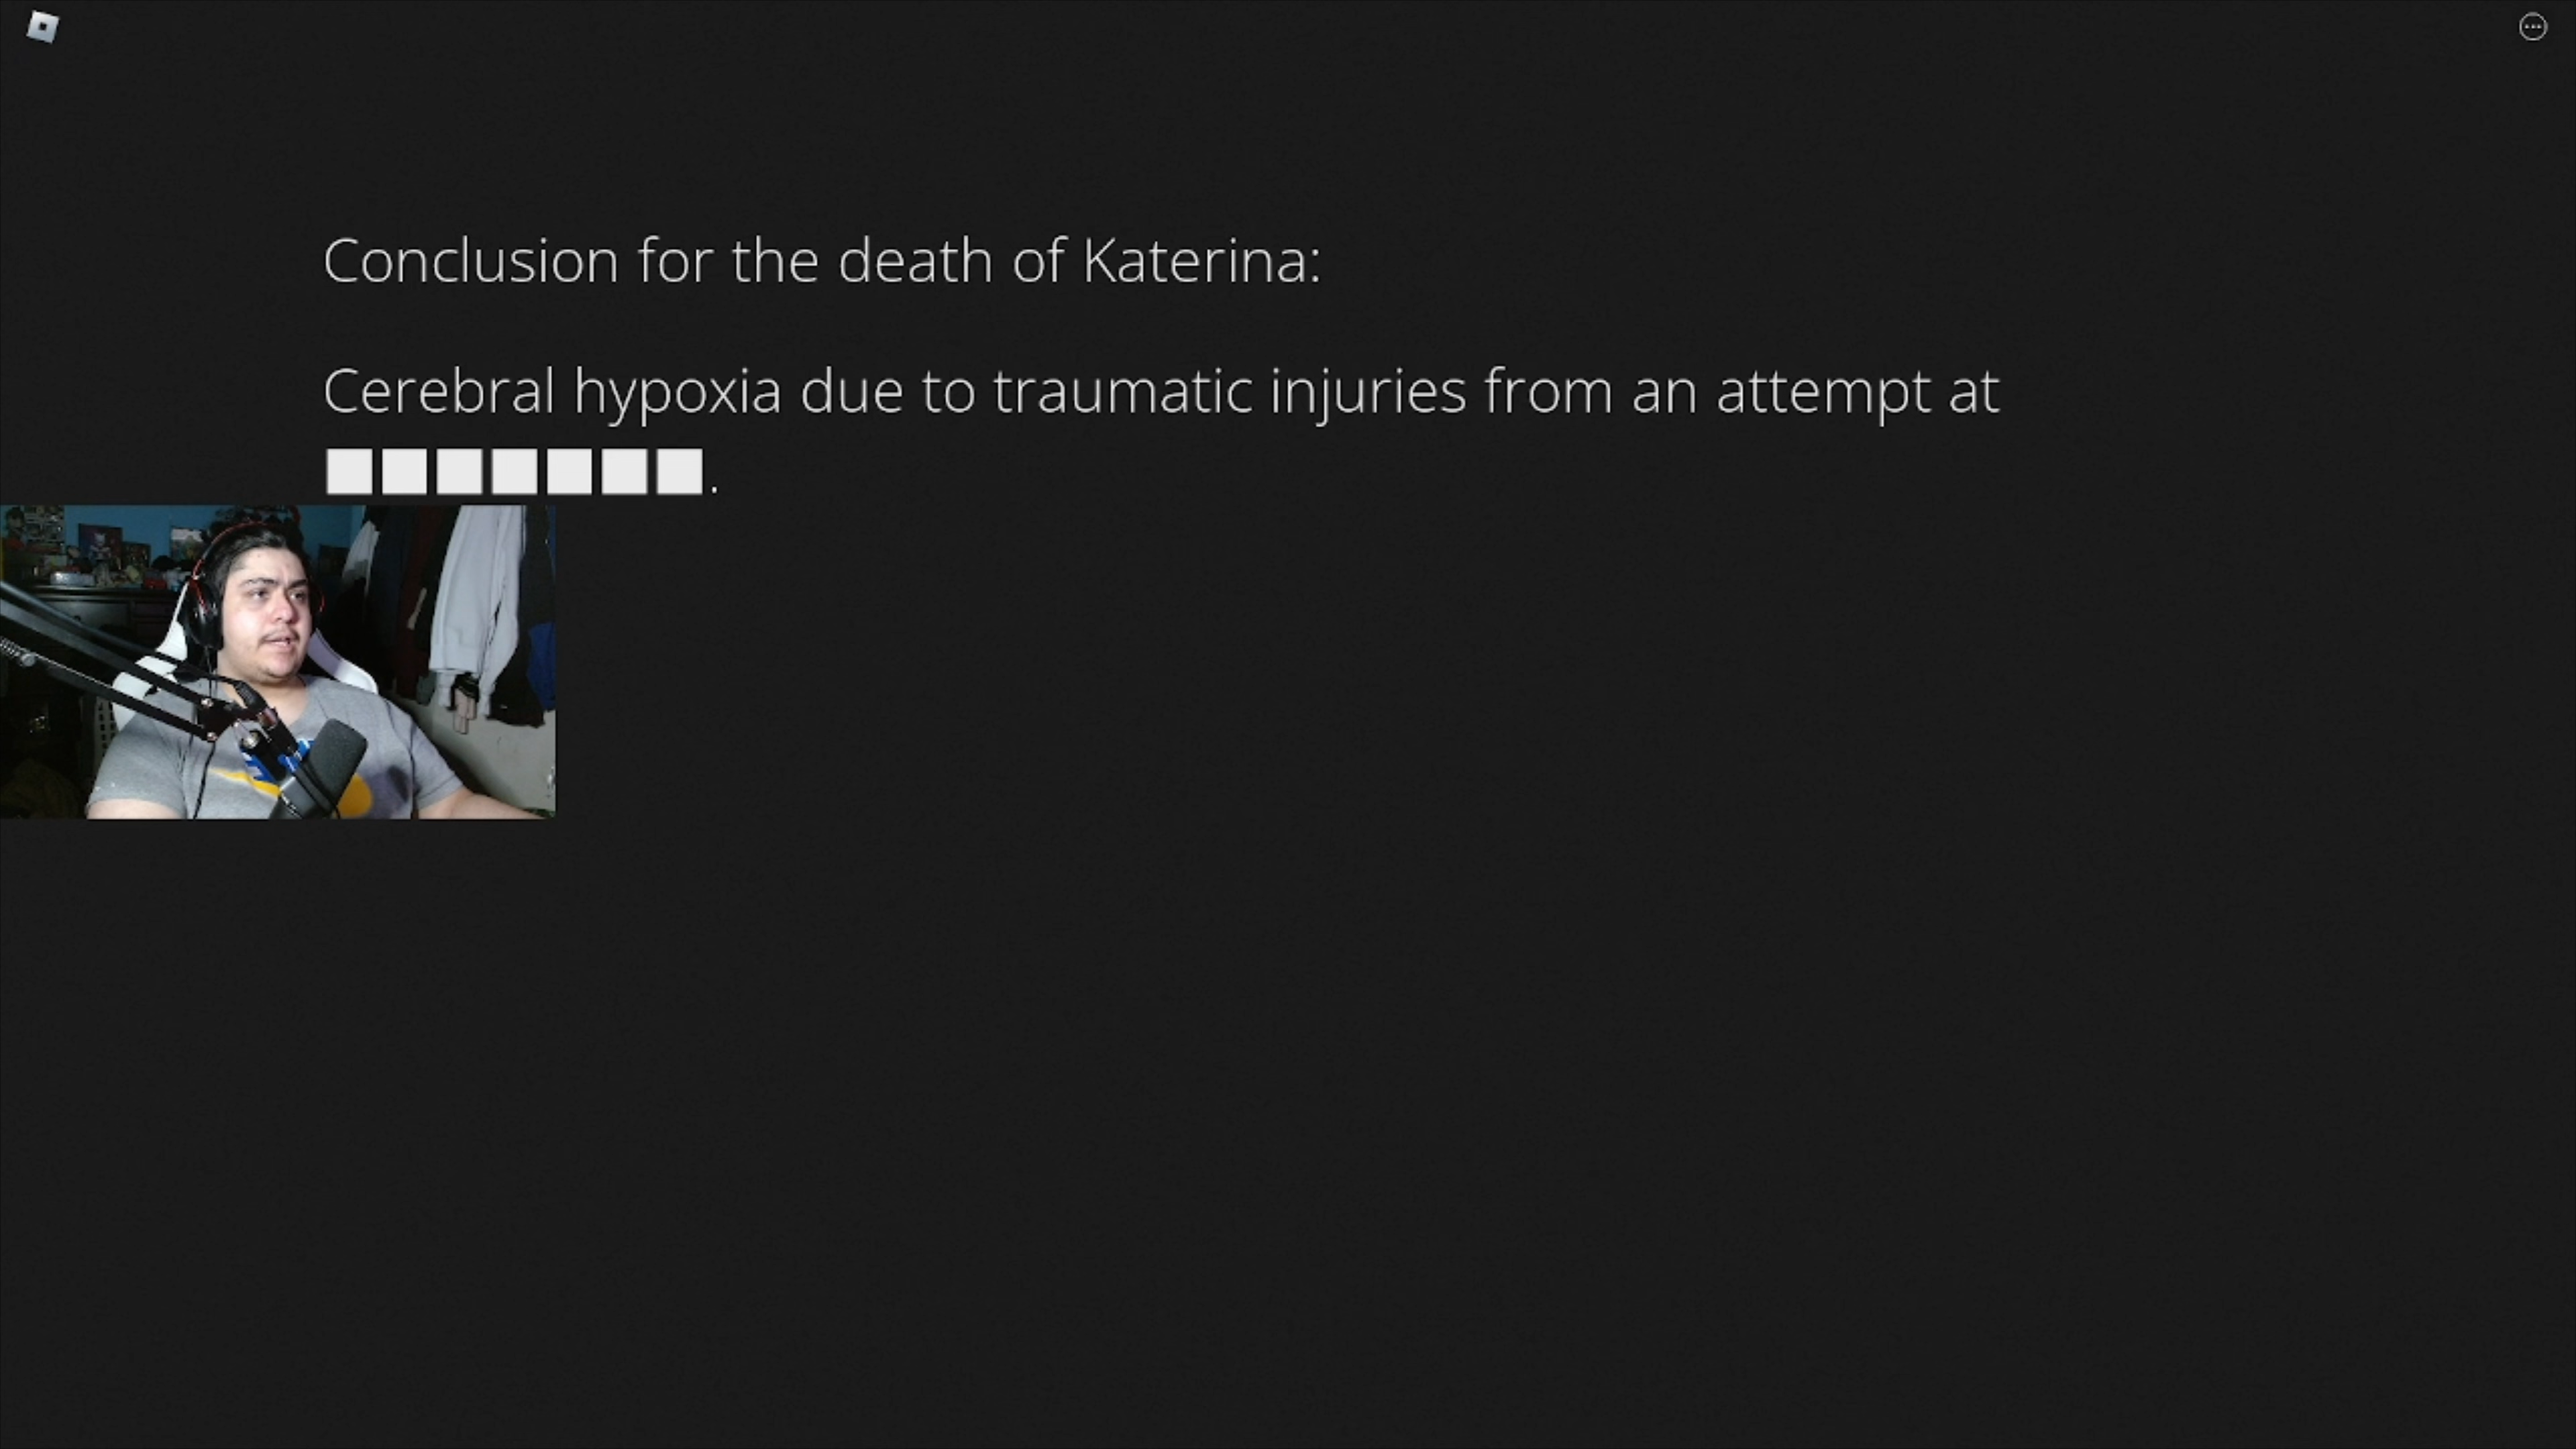 Conclusion for the death of Katerina:
Cerebral hypoxia due to traumatic injuries from an attempt at
■■■■■■■.